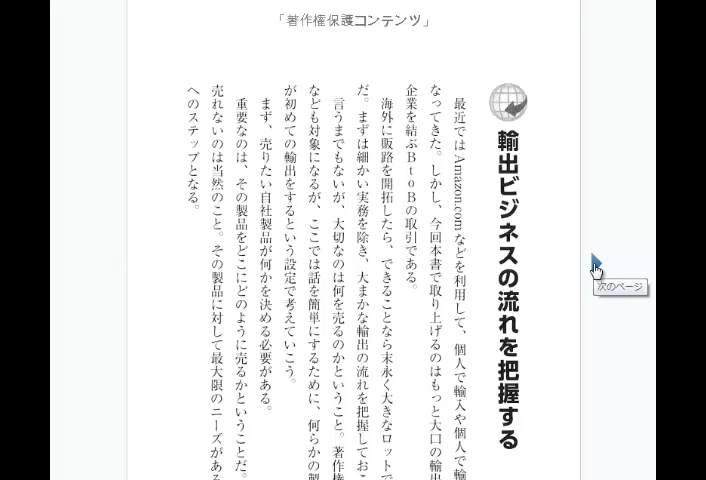 「著作権保護コンテンツ」
輸出ビジネスの流れを把握する
最近では Amazon.com などを利用して、個人で輸入や個人で輸
なってきた。しかし、今回本書で取り上げるのはもっと大口の輸出
企業を結ぶＢｔｏＢの取引である。
海外に販路を開拓したら、できることなら末永く大きなロットで
だ。まずは細かい実務を除き、大まかな輸出の流れを把握しておこ
言うまでもないが、大切なのは何を売るのかということ。著作権
なども対象になるが、ここでは話を簡単にするために、何らかの製
が初めての輸出をするという設定で考えていこう。
まず、売りたい自社製品が何かを決める必要がある。
重要なのは、その製品をどこにどのように売るかということだ。
売れないのは当然のこと。その製品に対して最大限のニーズがある
へのステップとなる。
次のページ